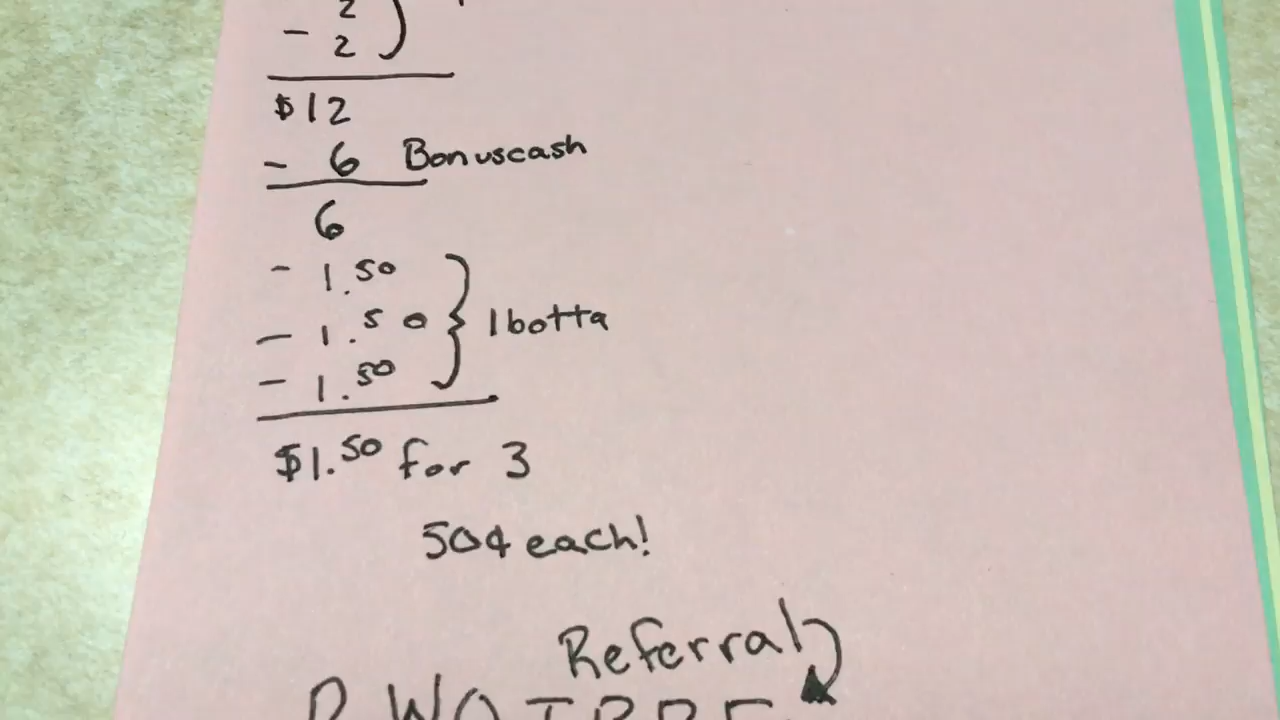 2
- 2
$12
- 6 Bonuscash
6
- 1.50
- 1.50 Ibotta
- 1.50
$1.50 for 3
50¢ each!
Referral